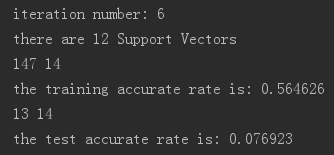 iteration number: 6
there are 12 Support Vectors
147 14
the training accurate rate is: 0.564626
13 14
the test accurate rate is: 0.076923